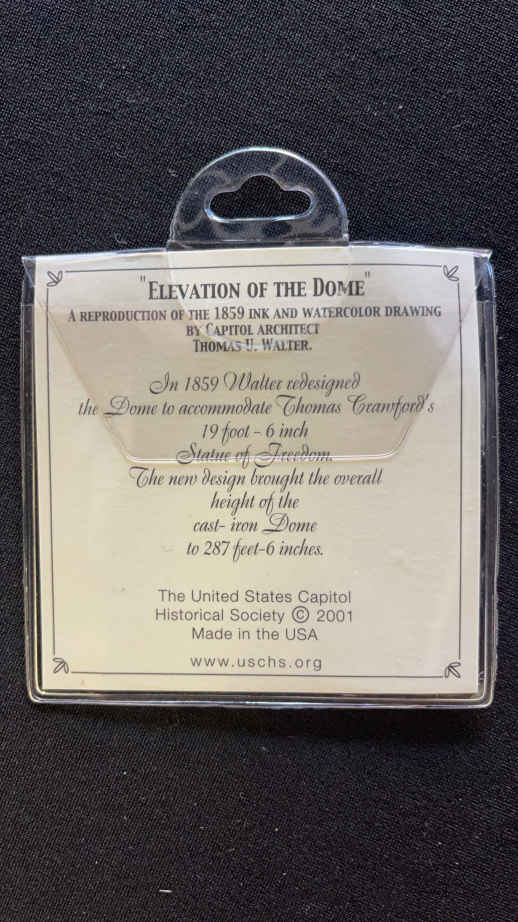 "Elevation of the Dome"
A reproduction of the 1859 ink and watercolor drawing
by Capitol architect
Thomas U. Walter.
In 1859 Walter redesigned
the Dome to accommodate Thomas Crawford's
19 foot - 6 inch
Statue of Freedom.
The new design brought the overall
height of the
cast- iron Dome
to 287 feet-6 inches.
The United States Capitol
Historical Society © 2001
Made in the USA
www.uschs.org